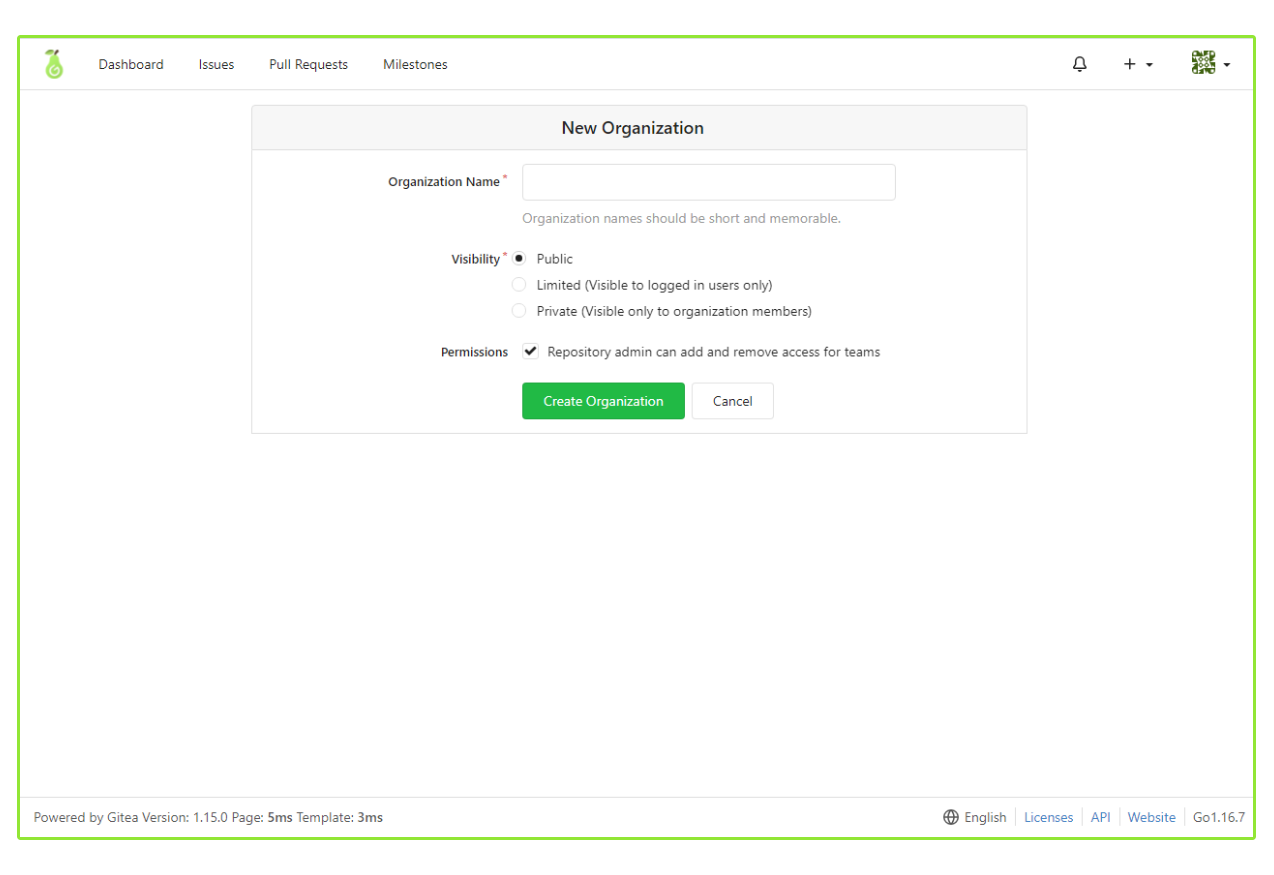 Dashboard Issues Pull Requests Milestones
New Organization
Organization Name *
Organization names should be short and memorable.
Visibility * Public
Limited (Visible to logged in users only)
Private (Visible only to organization members)
Permissions Repository admin can add and remove access for teams
Create Organization Cancel
Powered by Gitea Version: 1.15.0 Page: 5ms Template: 3ms English Licenses API Website Go1.16.7